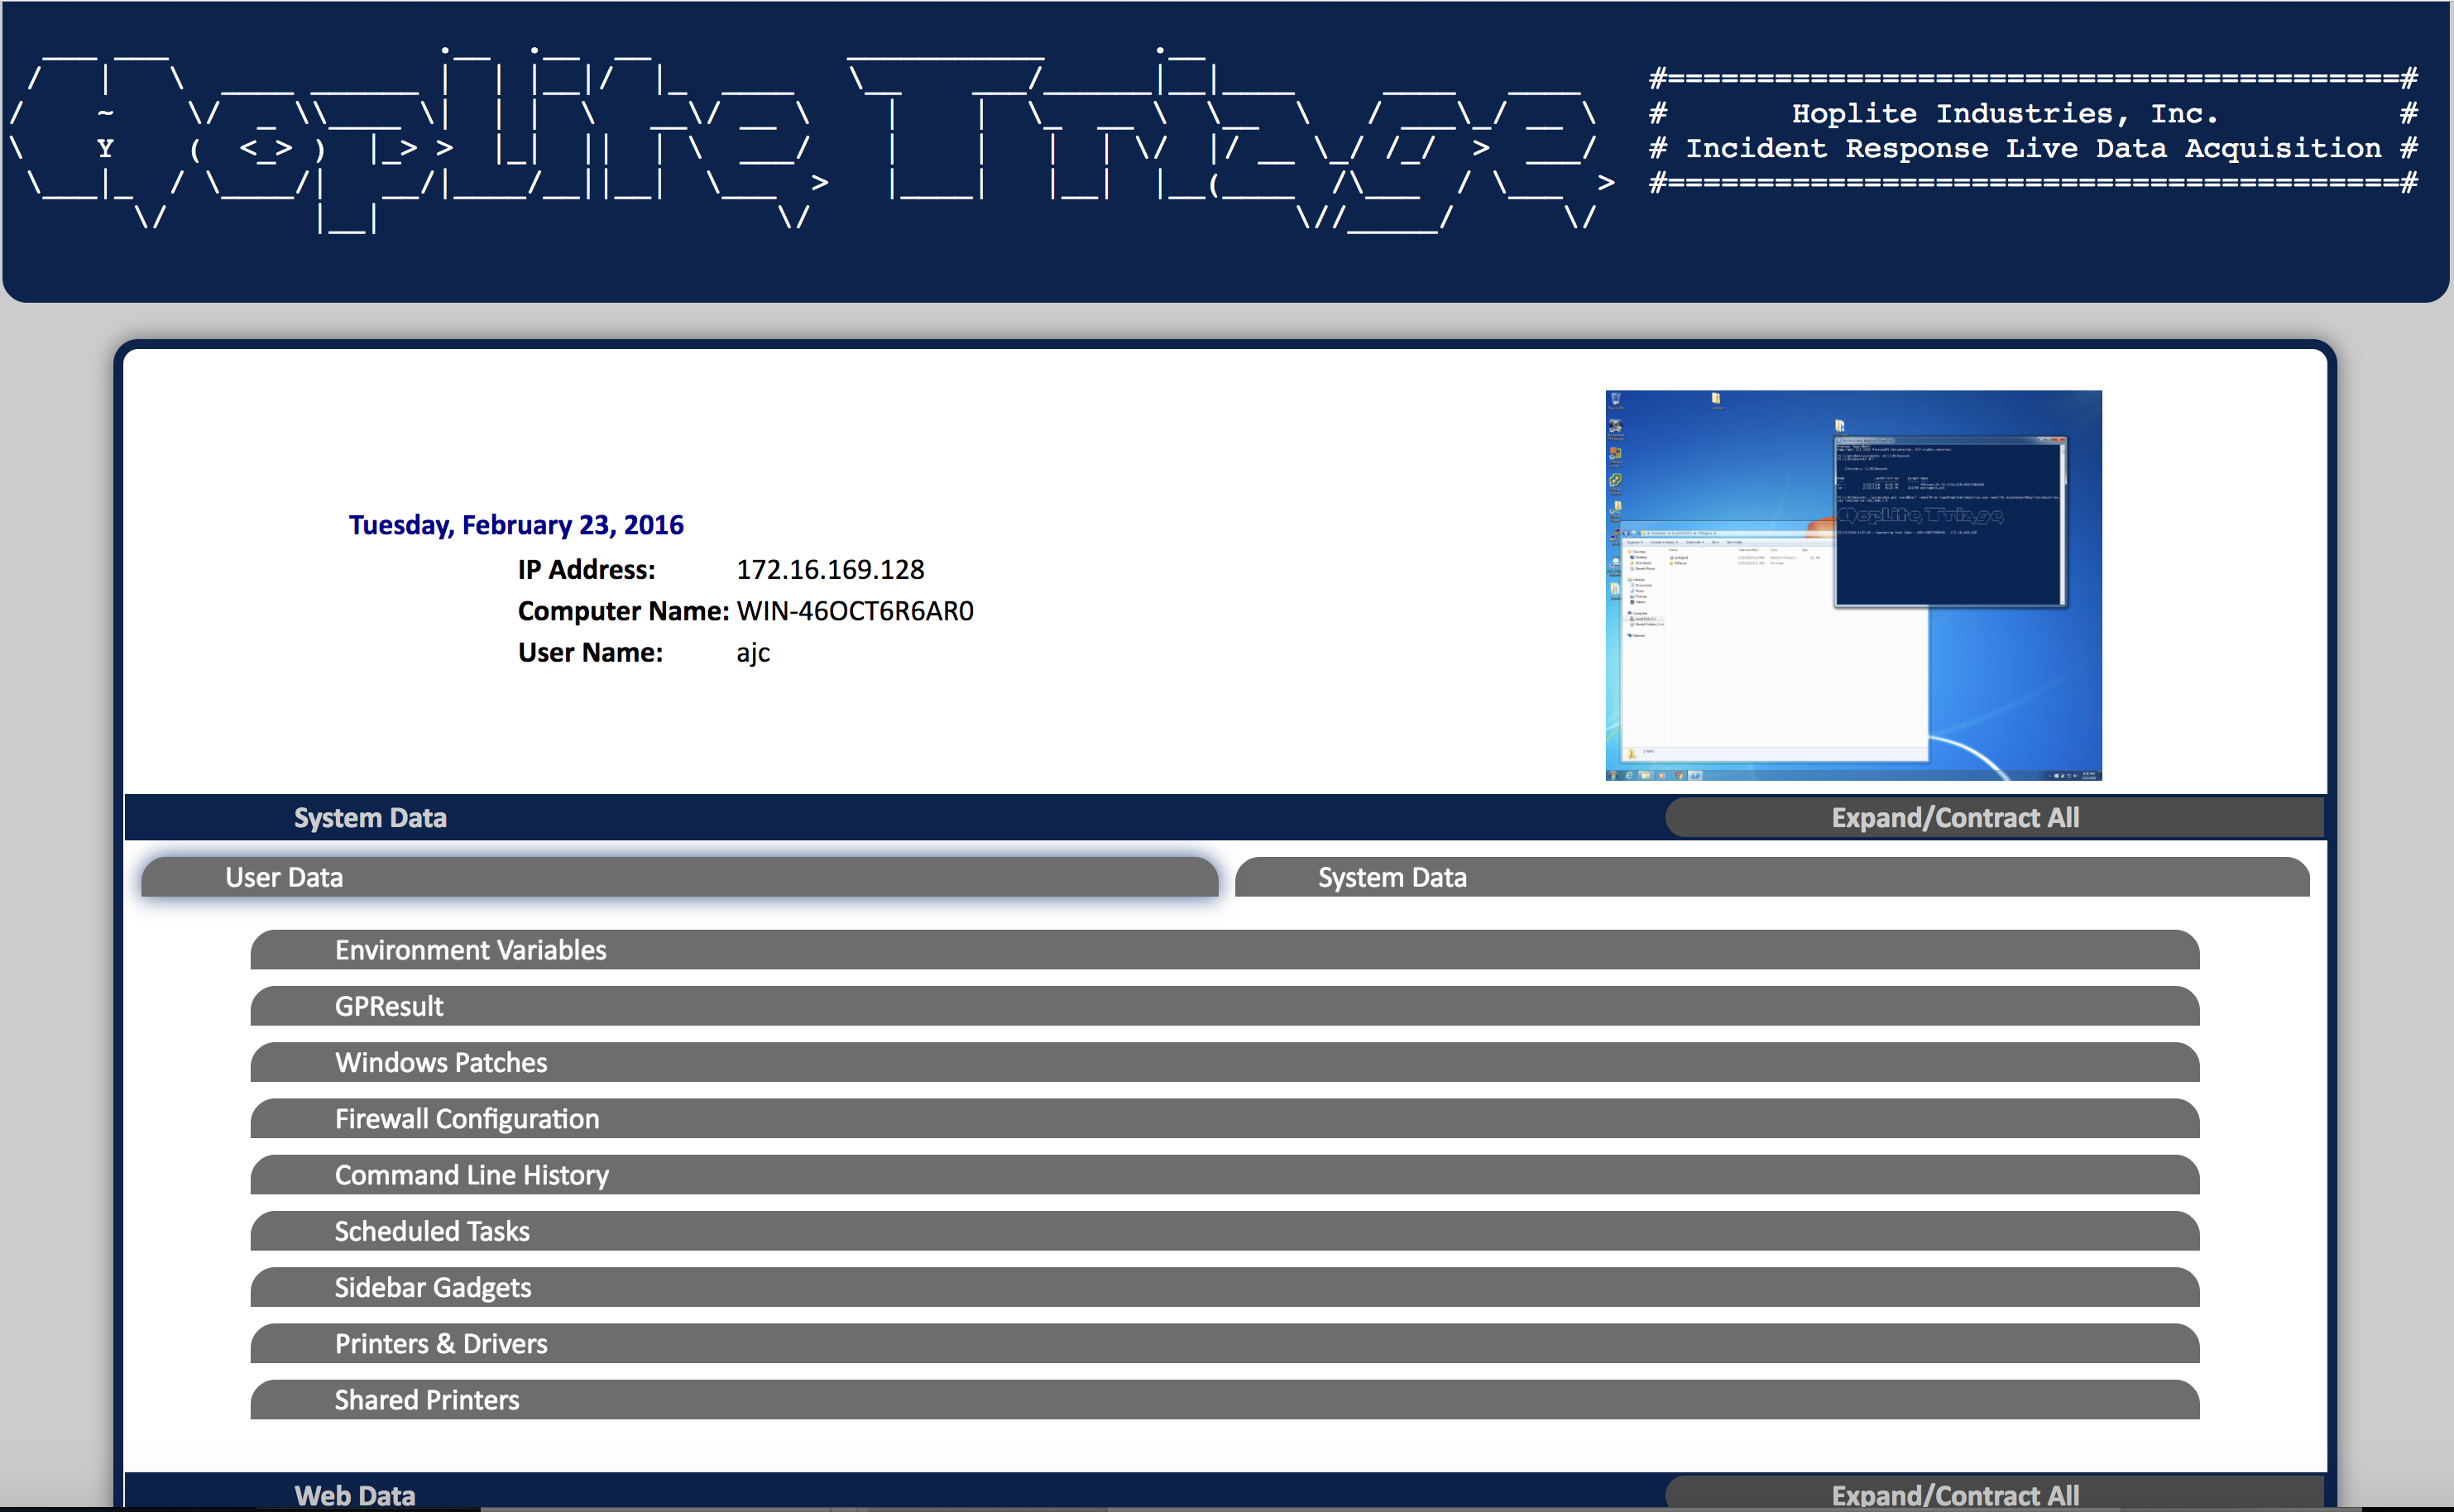 Hoplite Triage
#=========================================#
# Hoplite Industries, Inc. #
# Incident Response Live Data Acquisition #
#=========================================#
Tuesday, February 23, 2016
IP Address: 172.16.169.128
Computer Name: WIN-46OCT6R6AR0
User Name: ajc
Hoplite Triage
System Data
Expand/Contract All
User Data
System Data
Environment Variables
GPResult
Windows Patches
Firewall Configuration
Command Line History
Scheduled Tasks
Sidebar Gadgets
Printers & Drivers
Shared Printers
Web Data
Expand/Contract All